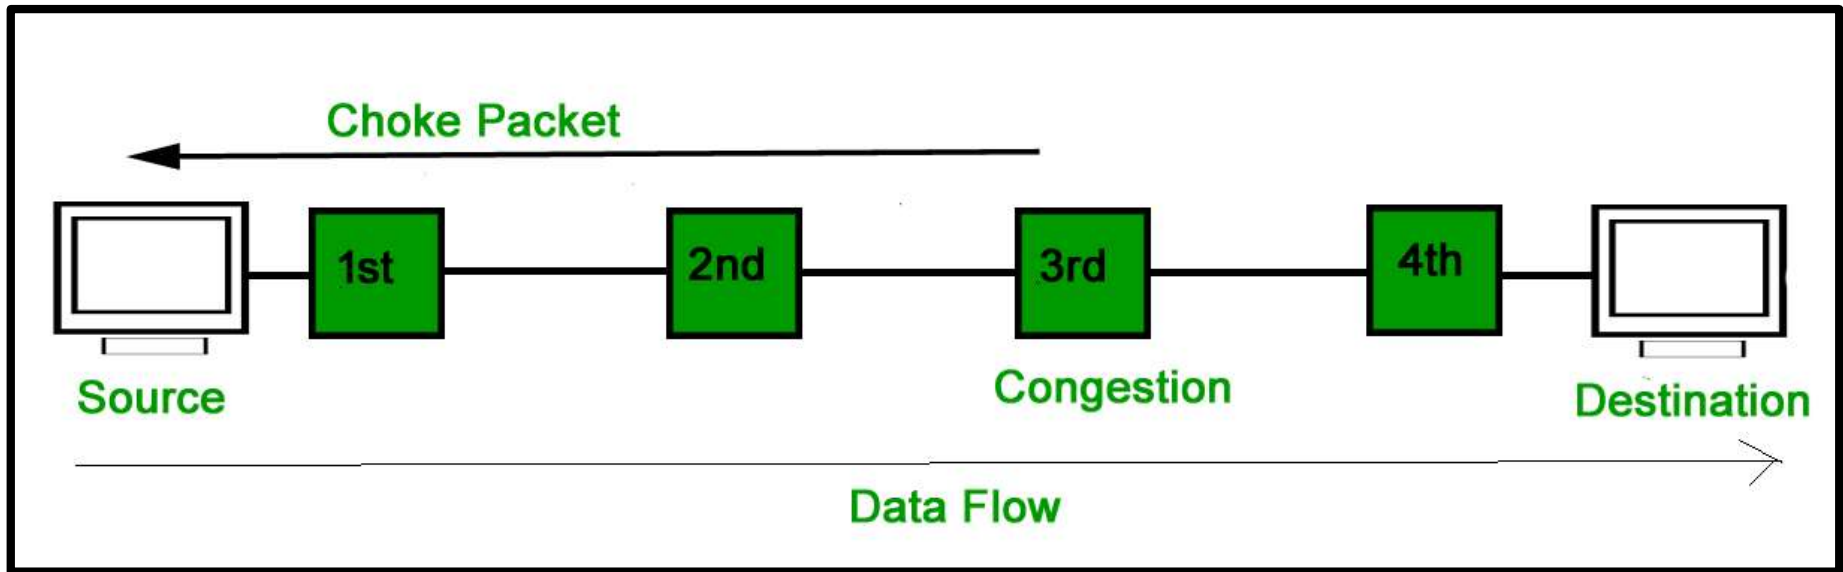 Choke Packet
1st
2nd
3rd
4th
Source
Congestion
Destination
Data Flow